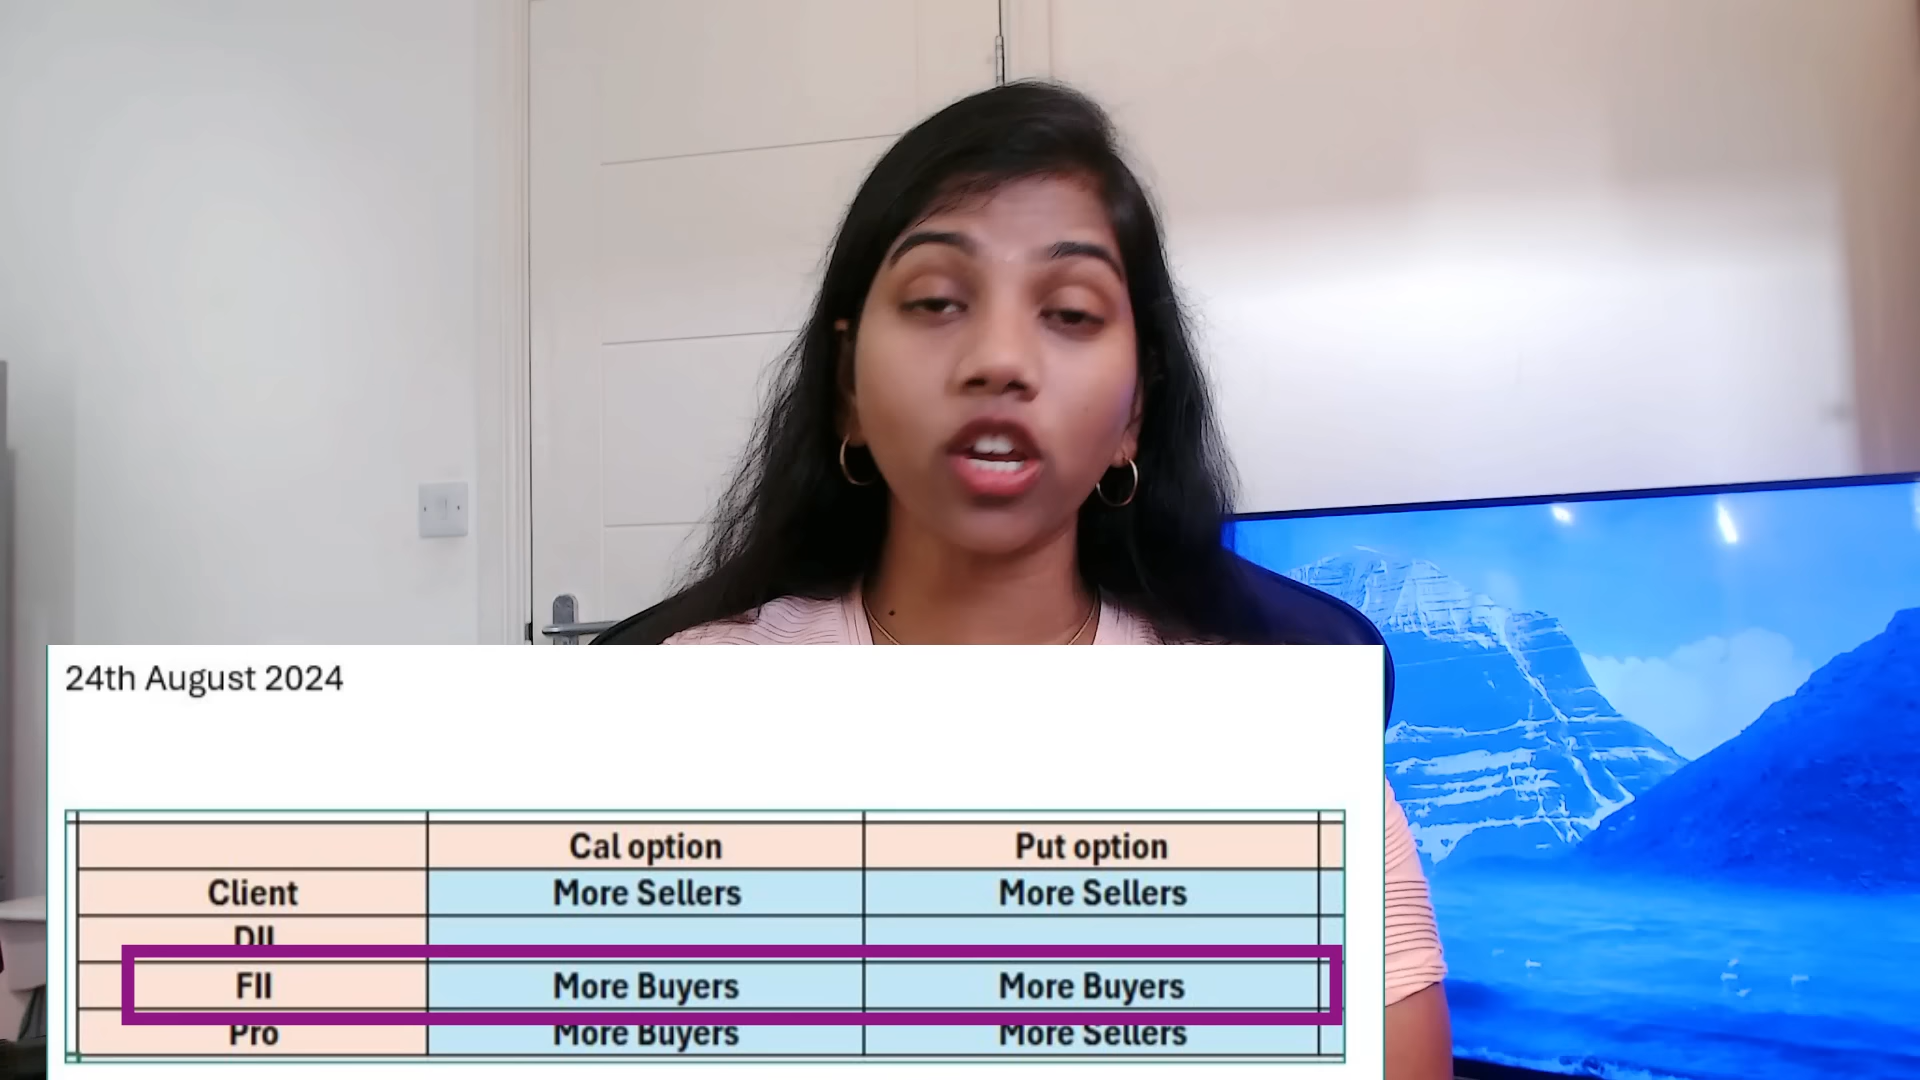 24th August 2024
Cal option Put option
Client More Sellers More Sellers
DII
FII More Buyers More Buyers
Pro More Buyers More Sellers